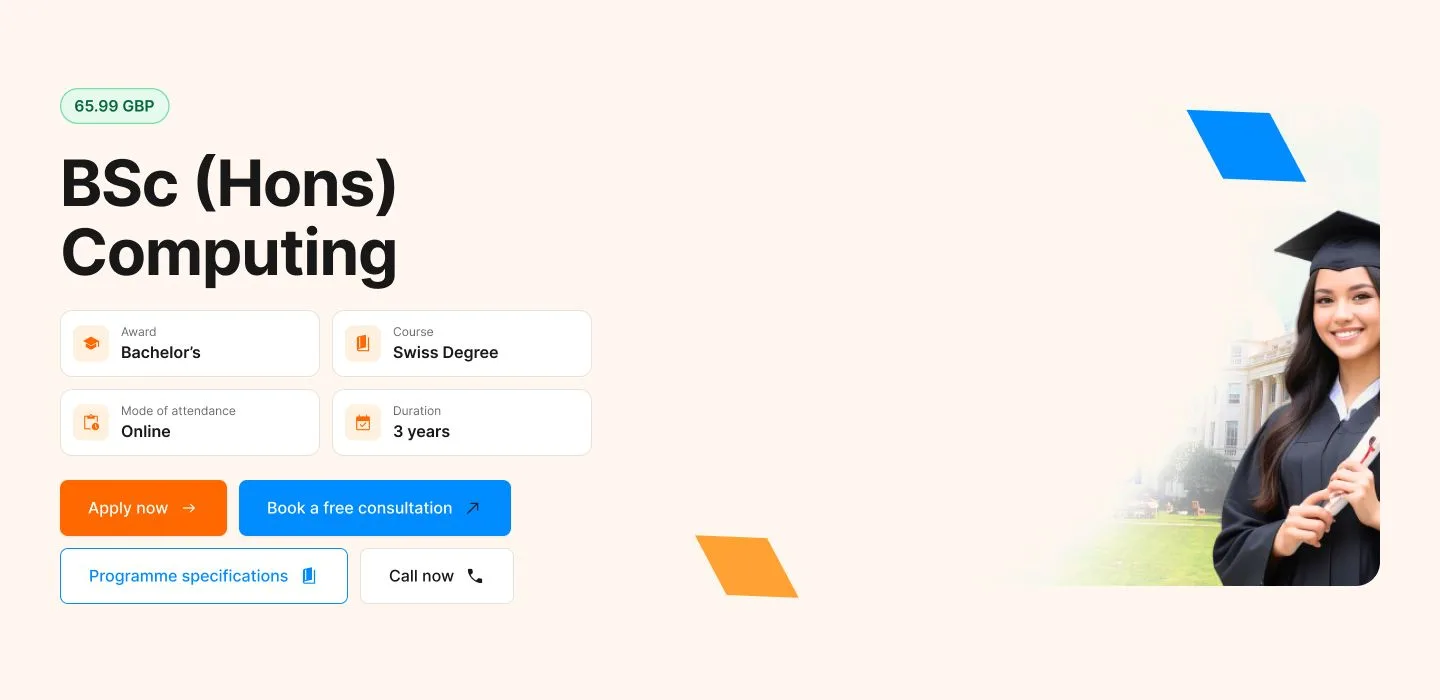 65.99 GBP
BSc (Hons)
Computing
Award
Bachelor’s
Course
Swiss Degree
Mode of attendance
Online
Duration
3 years
Apply now
Book a free consultation
Programme specifications
Call now